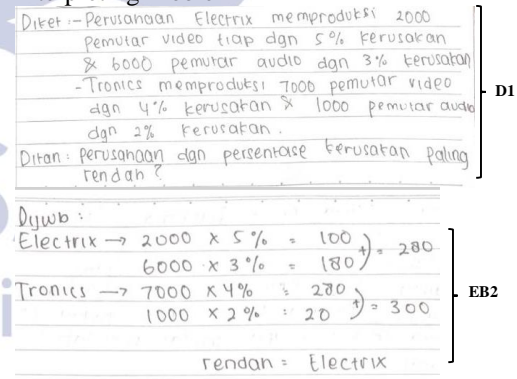 Diket :- Perusahaan Electrix memproduksi 2000
pemutar video tiap dgn 5% kerusakan
& 6000 pemutar audio dgn 3% kerusakan
- Tronics memproduksi 7000 pemutar video
dgn 4% kerusakan & 1000 pemutar audio
dgn 2% kerusakan.
Ditan : Perusahaan dgn persentase kerusakan paling
rendah ?
D1
Dijwb :
Electrix → 2000 x 5% = 100
6000 x 3% = 180 +) = 280
Tronics → 7000 x 4% = 280
1000 x 2% = 20 +) = 300
rendah = Electrix
EB2